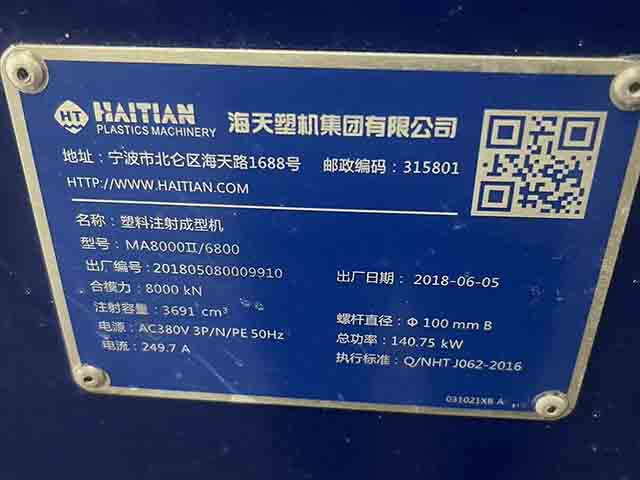 HT HAITIAN
PLASTICS MACHINERY
海天塑机集团有限公司
地址：宁波市北仑区海天路1688号 邮政编码：315801
HTTP://WWW.HAITIAN.COM
名称：塑料注射成型机
型号：MA8000II/6800
出厂编号：201805080009910 出厂日期：2018-06-05
合模力：8000 kN
注射容量：3691 cm³ 螺杆直径：Φ 100 mm B
电源：AC380V 3P/N/PE 50Hz 总功率：140.75 kW
电流：249.7 A 执行标准：Q/NHT J062-2016
031021XB A